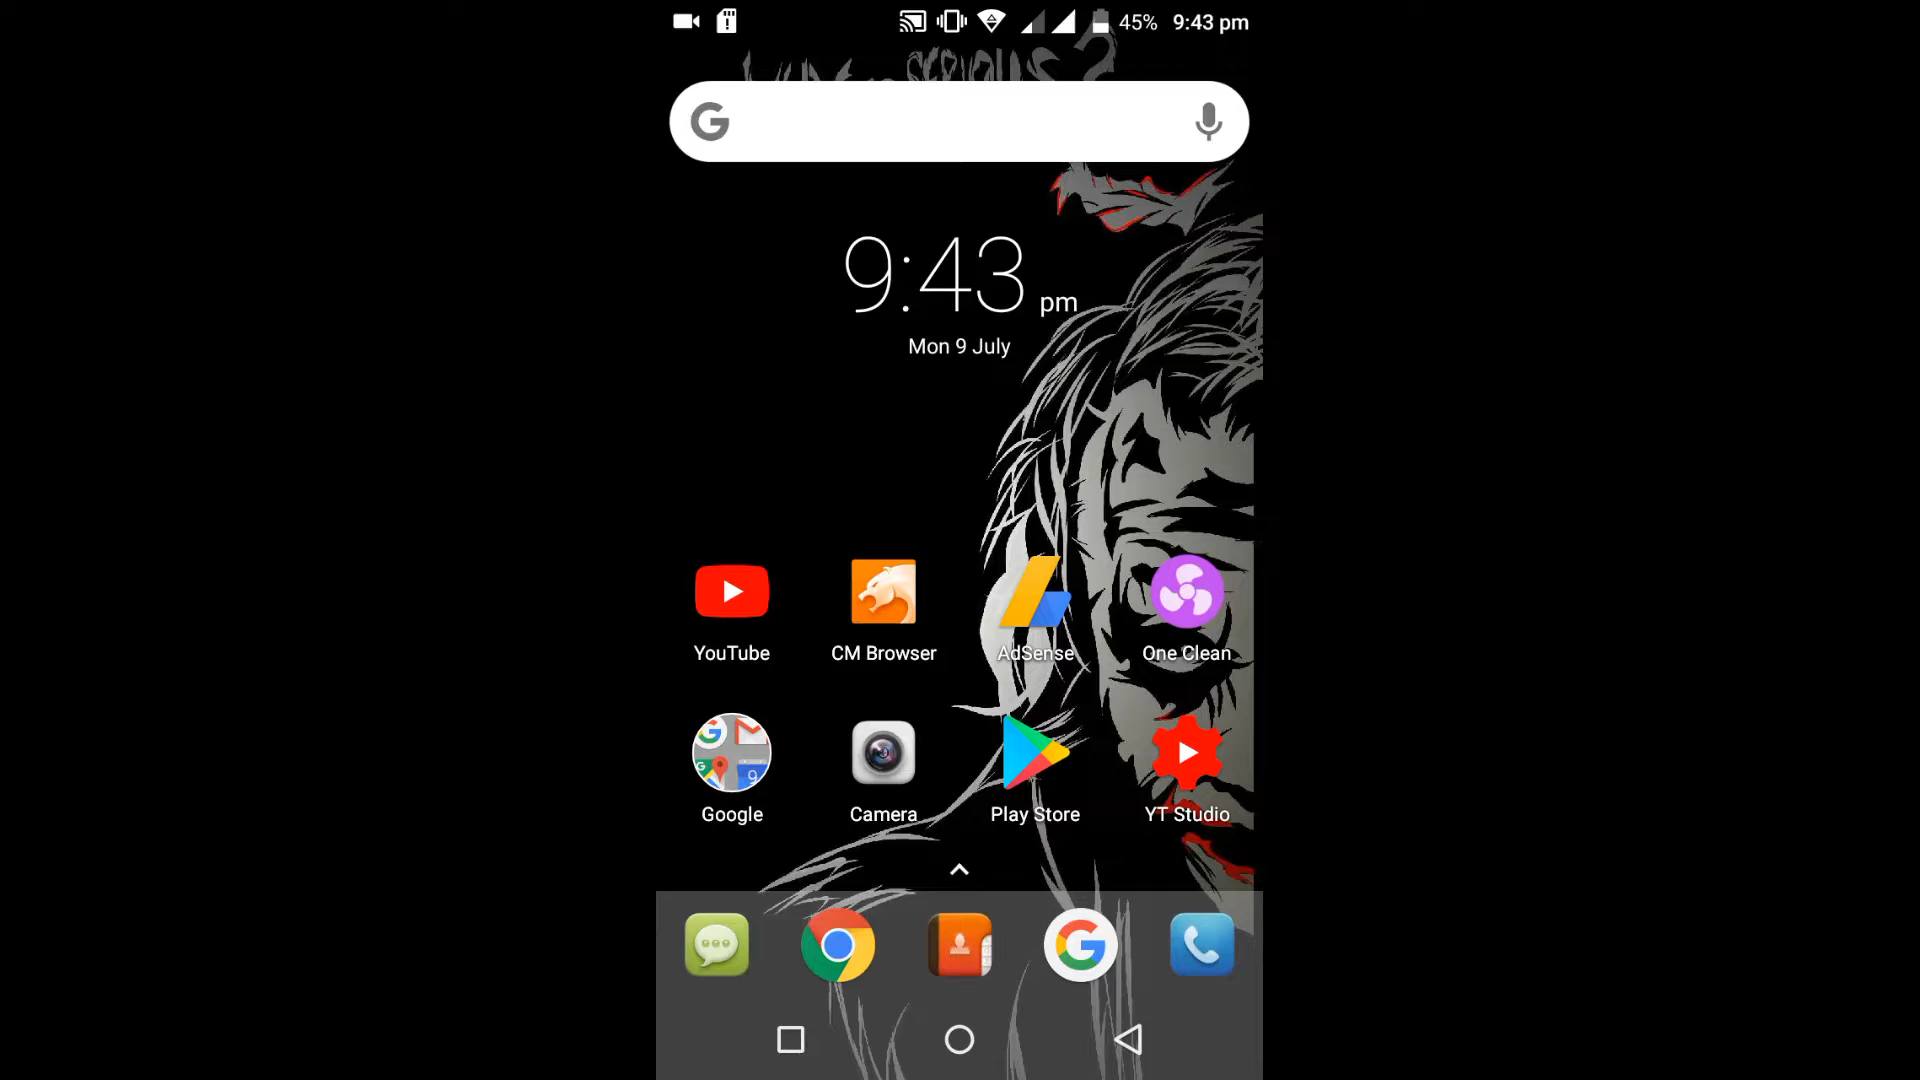 45% 9:43 pm
SERIOUS?
9:43 pm
Mon 9 July
YouTube
CM Browser
AdSense
One Clean
Google
Camera
Play Store
YT Studio